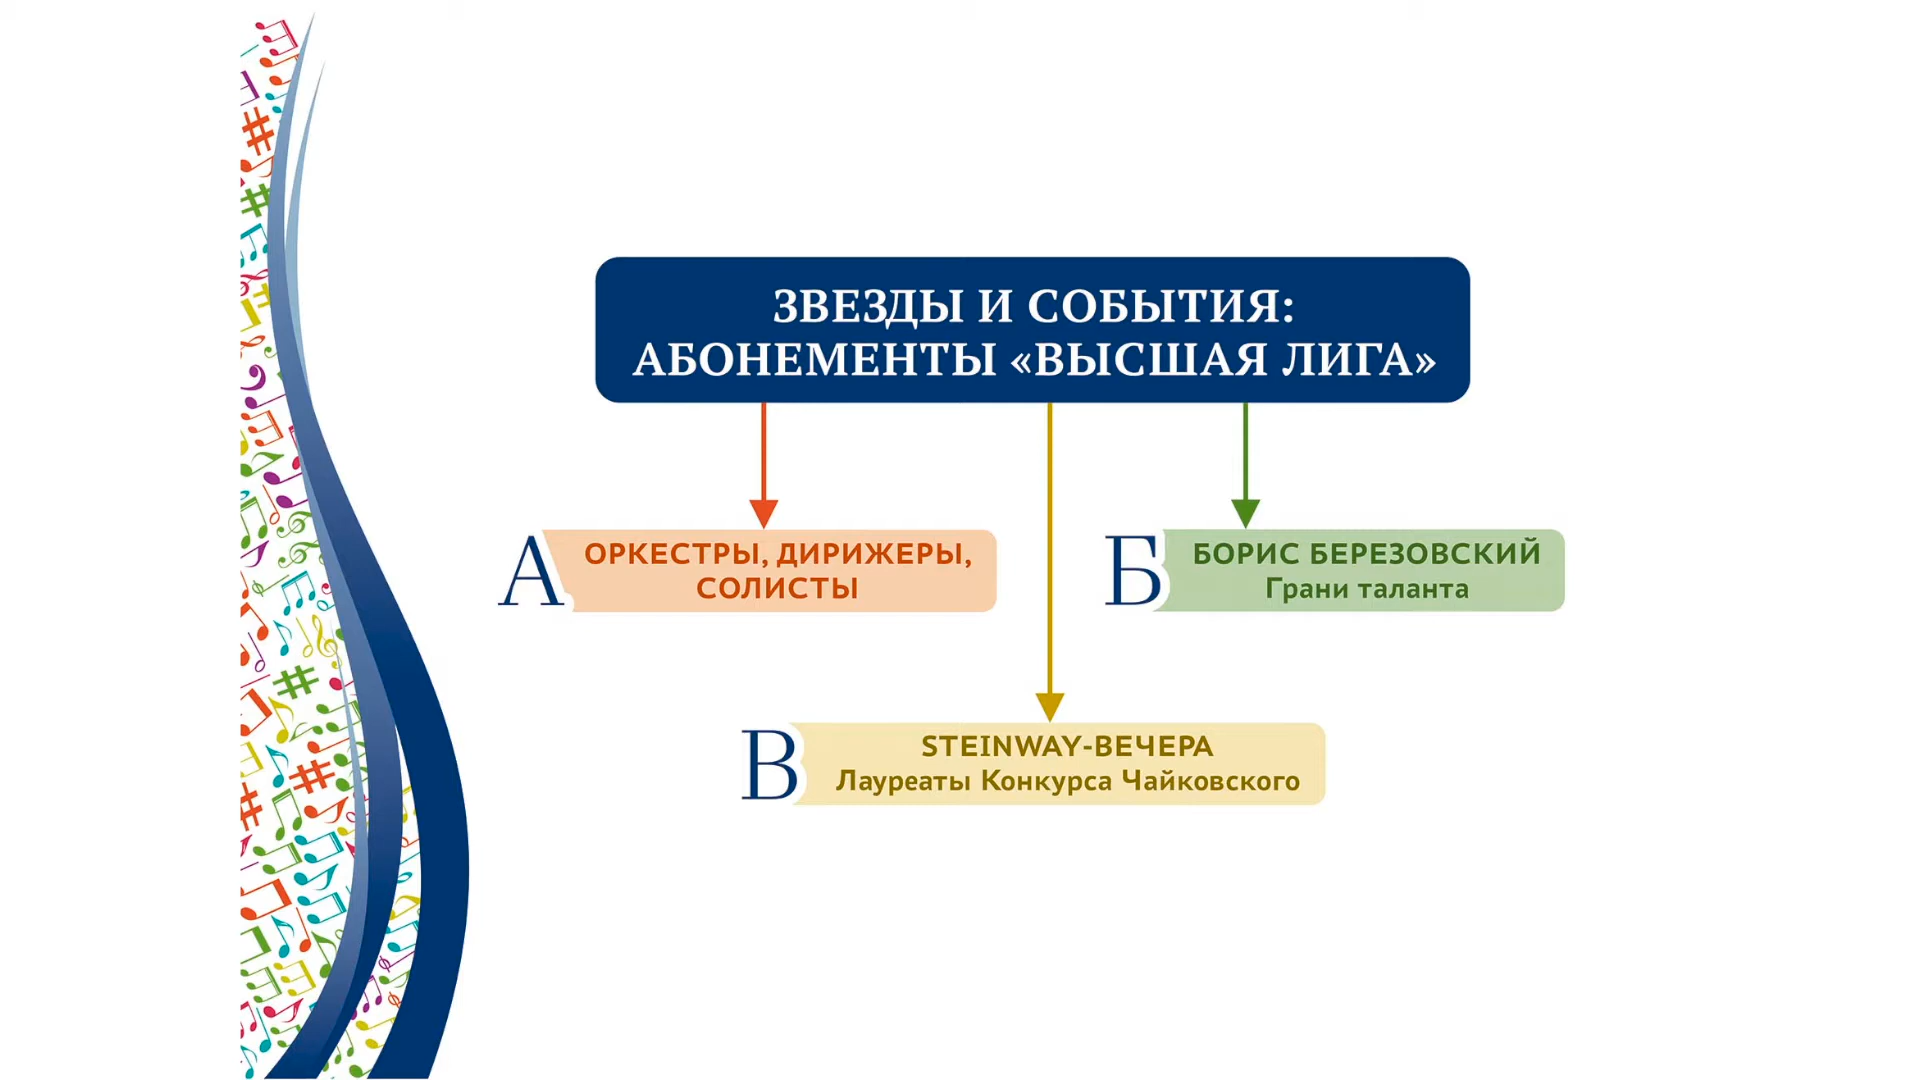 ЗВЕЗДЫ И СОБЫТИЯ:
АБОНЕМЕНТЫ «ВЫСШАЯ ЛИГА»
А
ОРКЕСТРЫ, ДИРИЖЕРЫ,
СОЛИСТЫ
Б
БОРИС БЕРЕЗОВСКИЙ
Грани таланта
В
STEINWAY-ВЕЧЕРА
Лауреаты Конкурса Чайковского